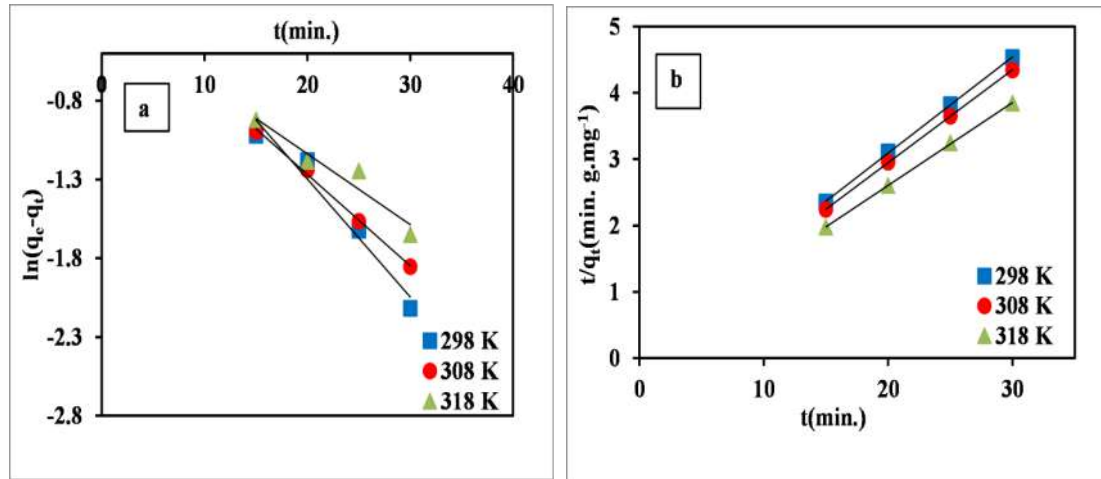 t(min.)
0 10 20 30 40
-0.8
-1.3
-1.8
-2.3
-2.8
ln(qe-qt)
a
298 K
308 K
318 K
5
4
3
2
1
0
t/qt(min. g.mg⁻¹)
b
298 K
308 K
318 K
0 10 20 30
t(min.)